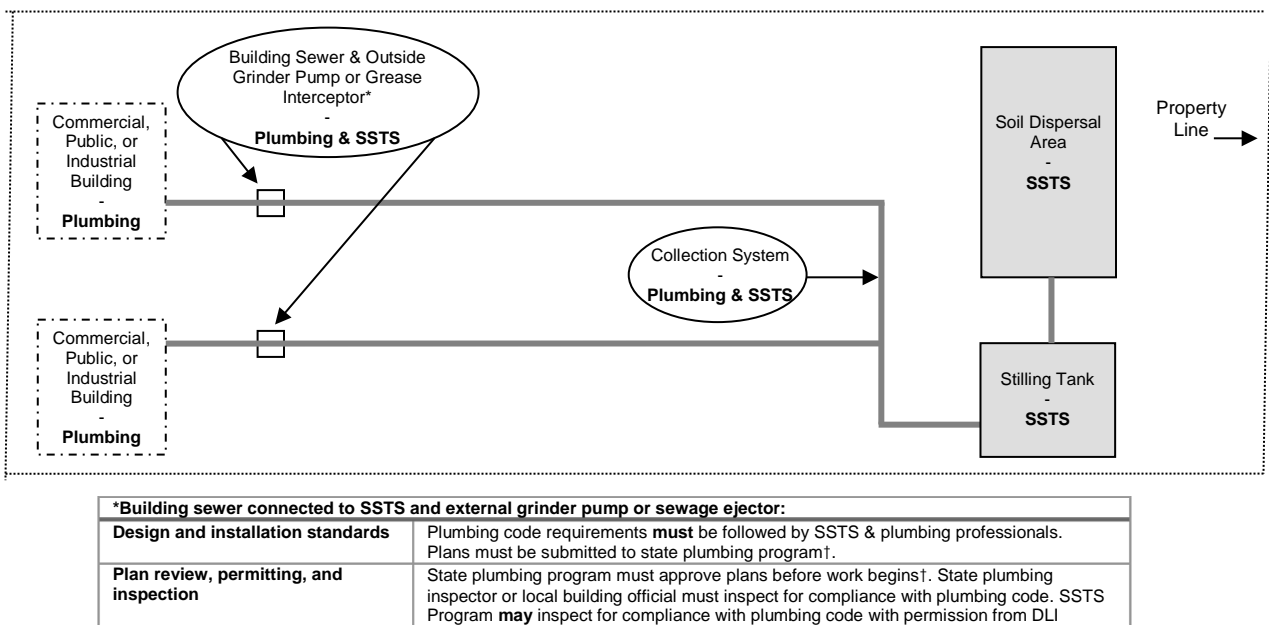 Building Sewer & Outside
Grinder Pump or Grease
Interceptor*
-
Plumbing & SSTS
Commercial,
Public, or
Industrial
Building
-
Plumbing
Soil Dispersal
Area
-
SSTS
Property
Line
Collection System
-
Plumbing & SSTS
Commercial,
Public, or
Industrial
Building
-
Plumbing
Stilling Tank
-
SSTS
*Building sewer connected to SSTS and external grinder pump or sewage ejector:
Design and installation standards
Plumbing code requirements must be followed by SSTS & plumbing professionals.
Plans must be submitted to state plumbing program†.
Plan review, permitting, and
inspection
State plumbing program must approve plans before work begins†. State plumbing
inspector or local building official must inspect for compliance with plumbing code. SSTS
Program may inspect for compliance with plumbing code with permission from DLI